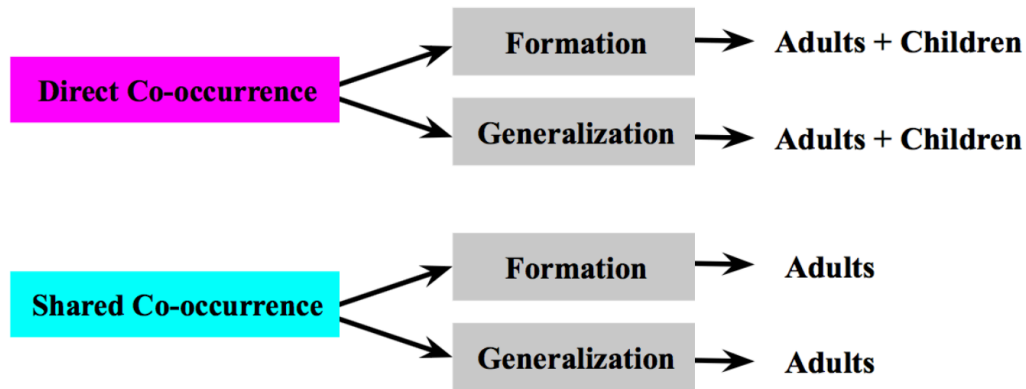 Formation
Adults + Children
Direct Co-occurrence
Generalization
Adults + Children
Formation
Adults
Shared Co-occurrence
Generalization
Adults